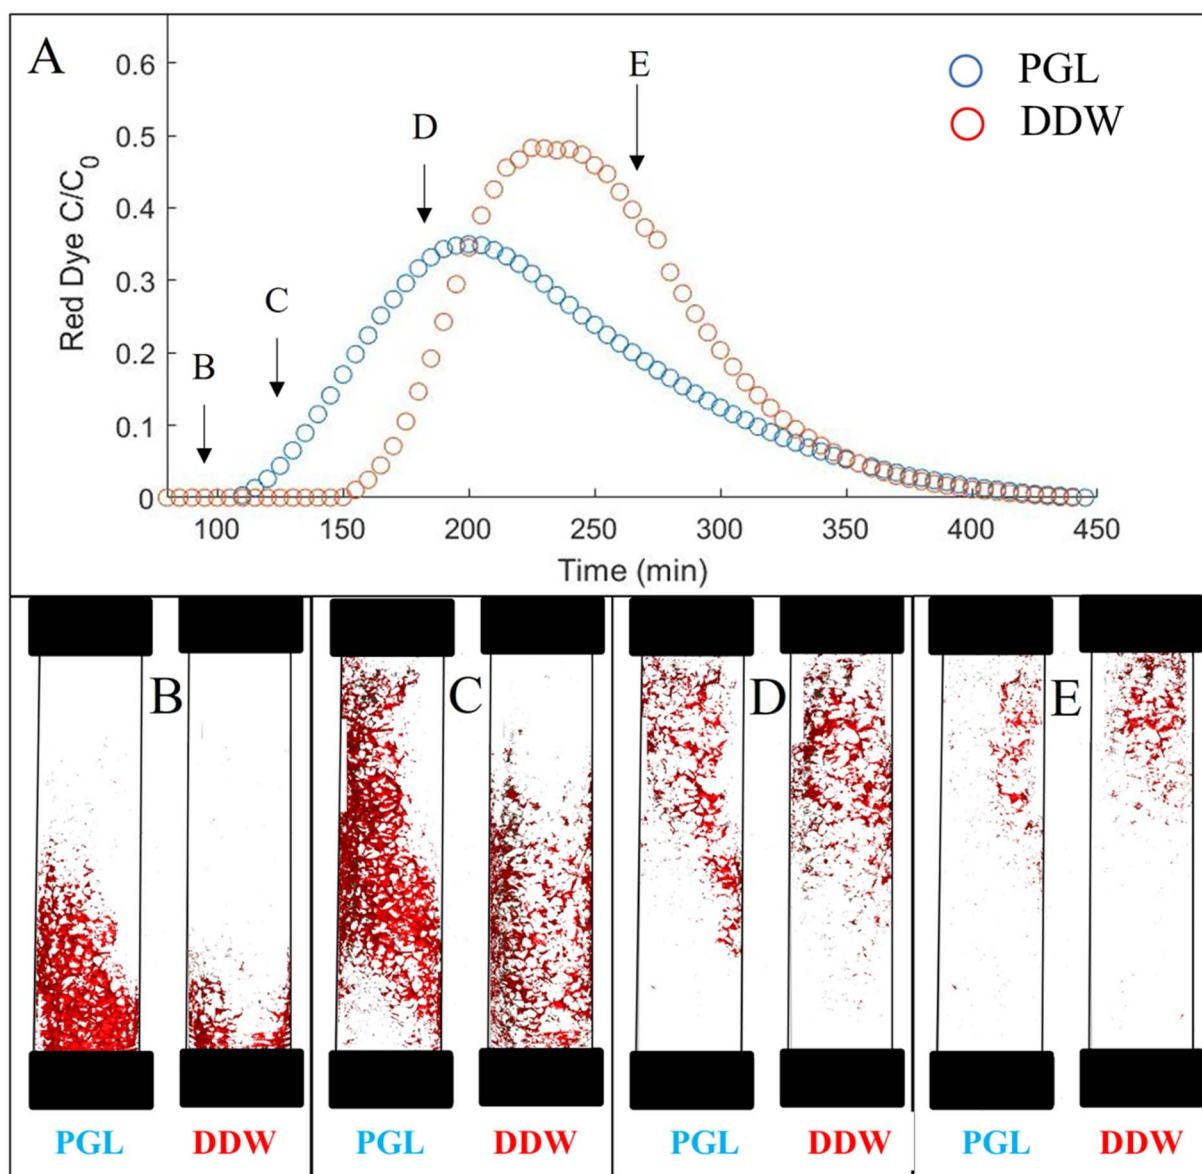 A
Red Dye C/C0
0.6
0.5
0.4
0.3
0.2
0.1
0
B
C
D
E
PGL
DDW
100 150 200 250 300 350 400 450
Time (min)
B C D E
PGL DDW PGL DDW PGL DDW PGL DDW